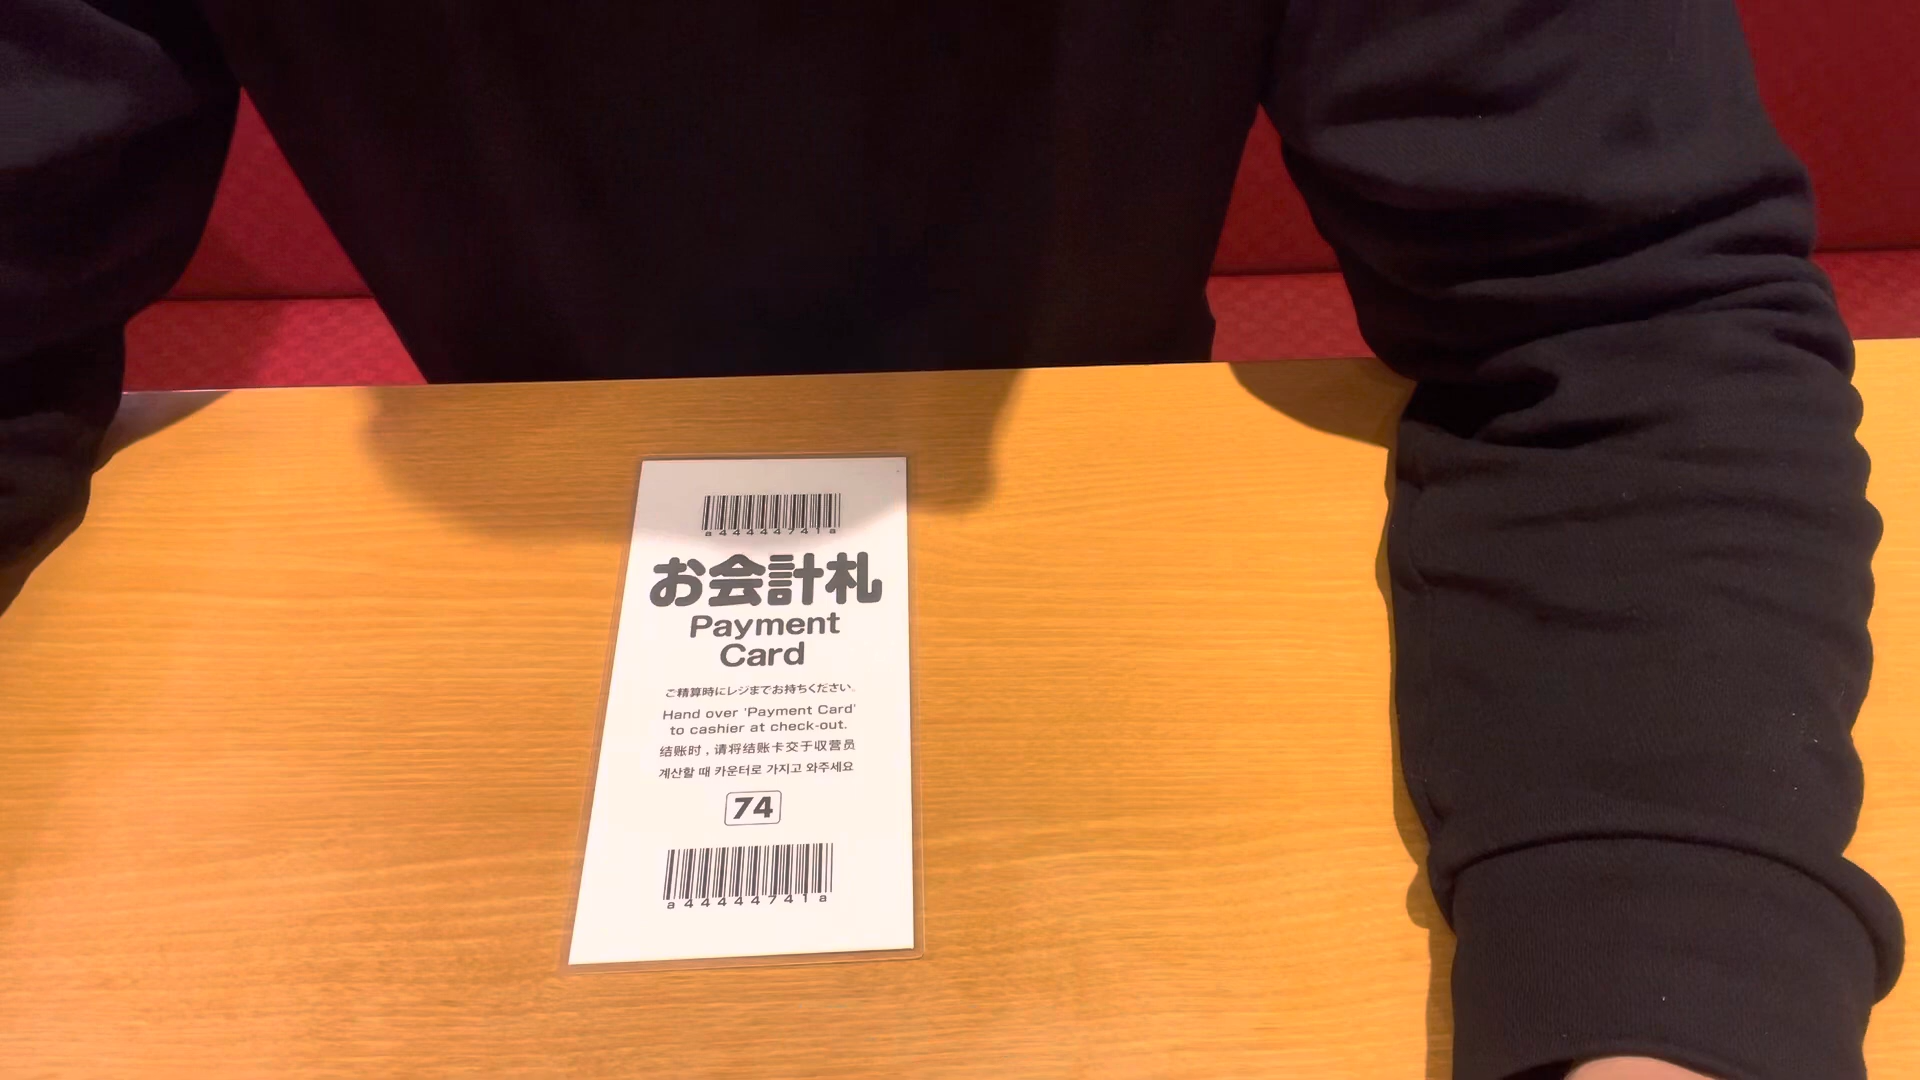 a44444741a
お会計札
Payment
Card
ご精算時にレジまでお持ちください。
Hand over 'Payment Card'
to cashier at check-out.
结账时，请将结账卡交于収营员
계산할 때 카운터로 가지고 와주세요
74
a44444741a